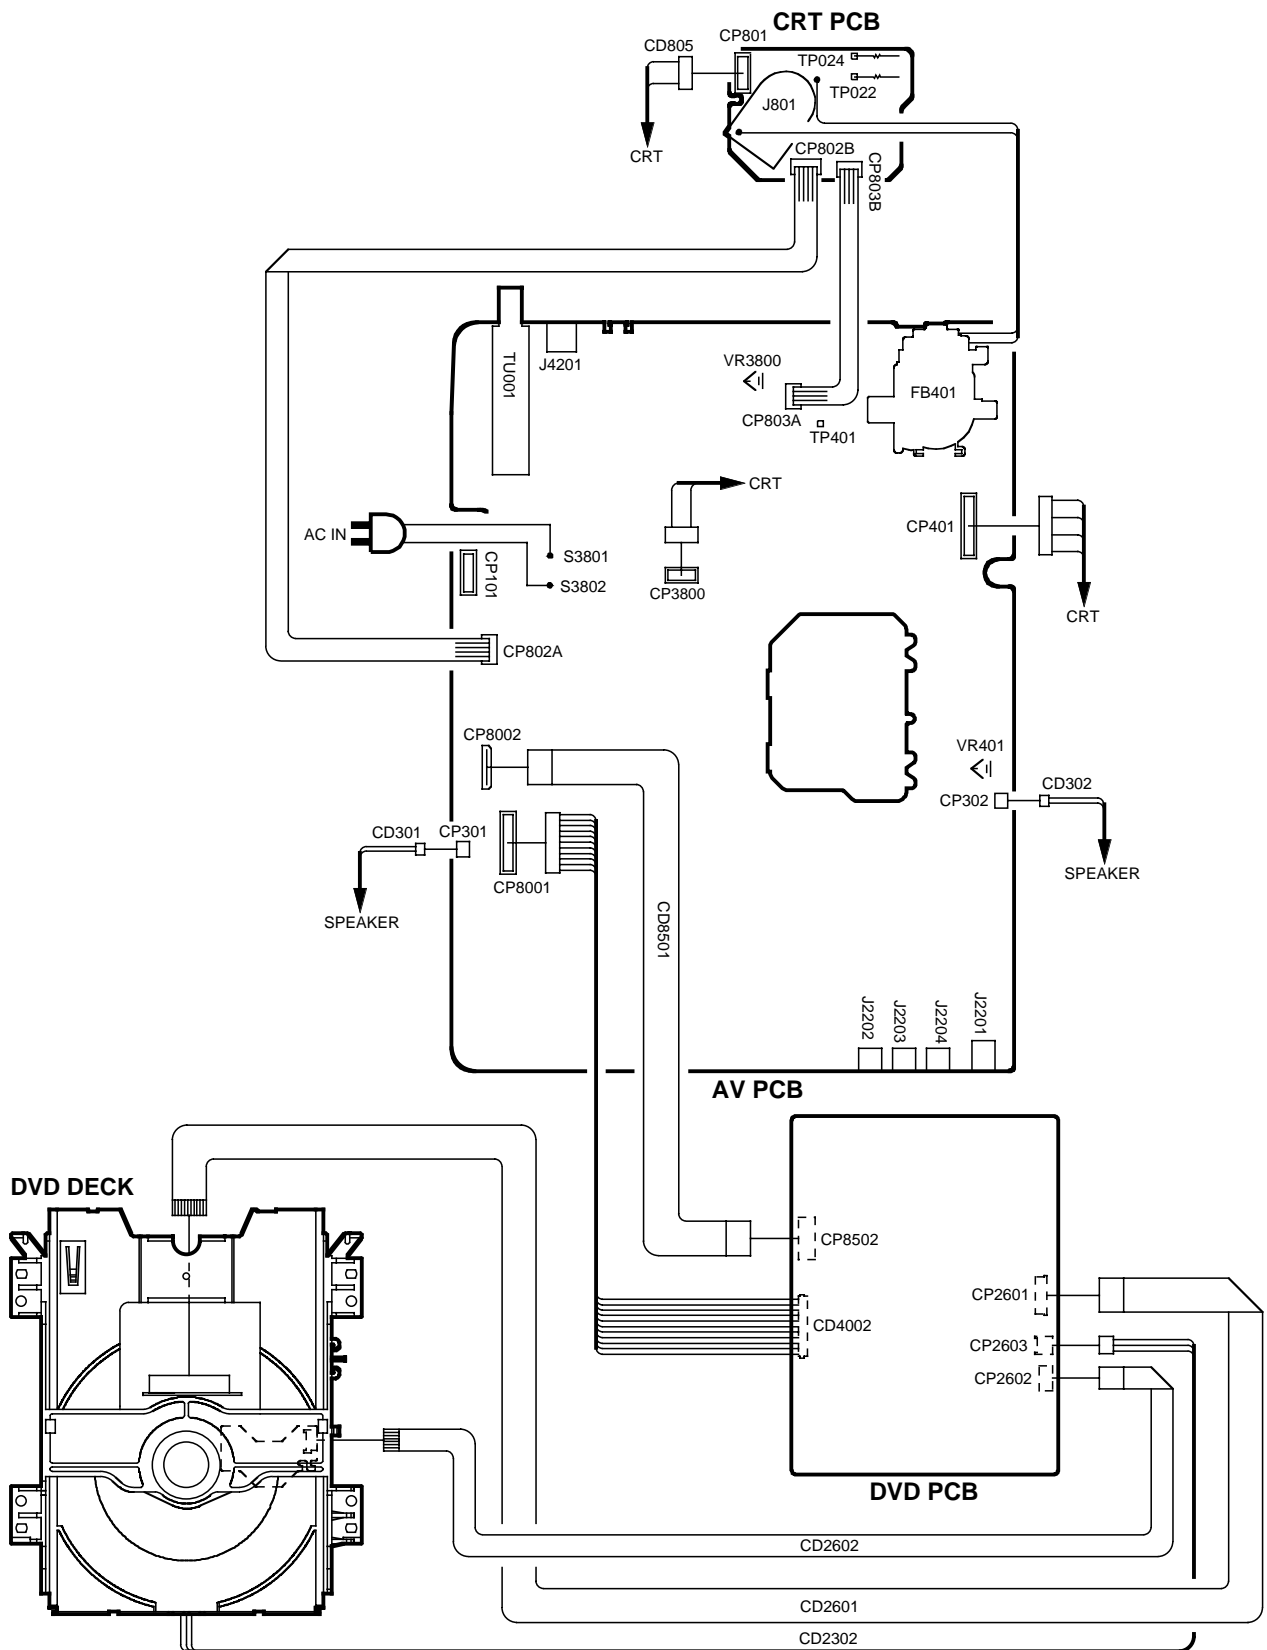 CRT PCB
CP801
CD805
TP024
TP022
J801
CRT
CP802B
CP803B
TU001
J4201
VR3800
FB401
CP803A
TP401
CRT
CP401
AC IN
S3801
CP101
S3802
CP3800
CRT
CP802A
CP8002
VR401
CD302
CP302
CD301
CP301
SPEAKER
CP8001
SPEAKER
CD8501
J2202
J2203
J2204
J2201
AV PCB
DVD DECK
CP8502
CP2601
CD4002
CP2603
CP2602
DVD PCB
CD2602
CD2601
CD2302